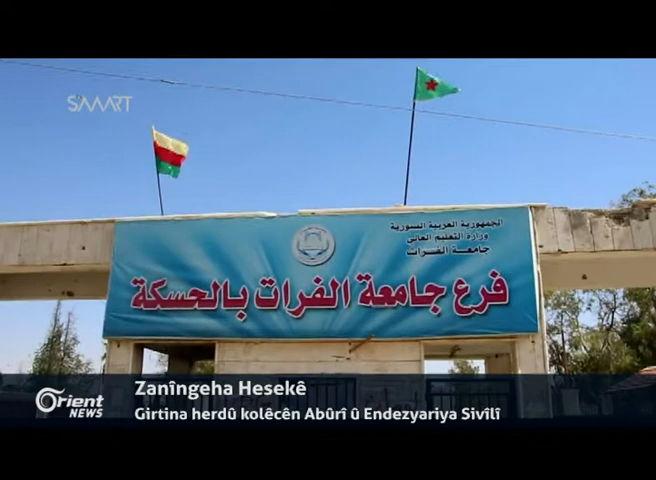 SMART
الجمهورية العربية السورية
وزارة التعليم العالي
جامعة الفرات
فرع جامعة الفرات بالحسكة
Orient NEWS
Zanîngeha Hesekê
Girtina herdû kolêcên Abûrî û Endezyariya Sivîlî